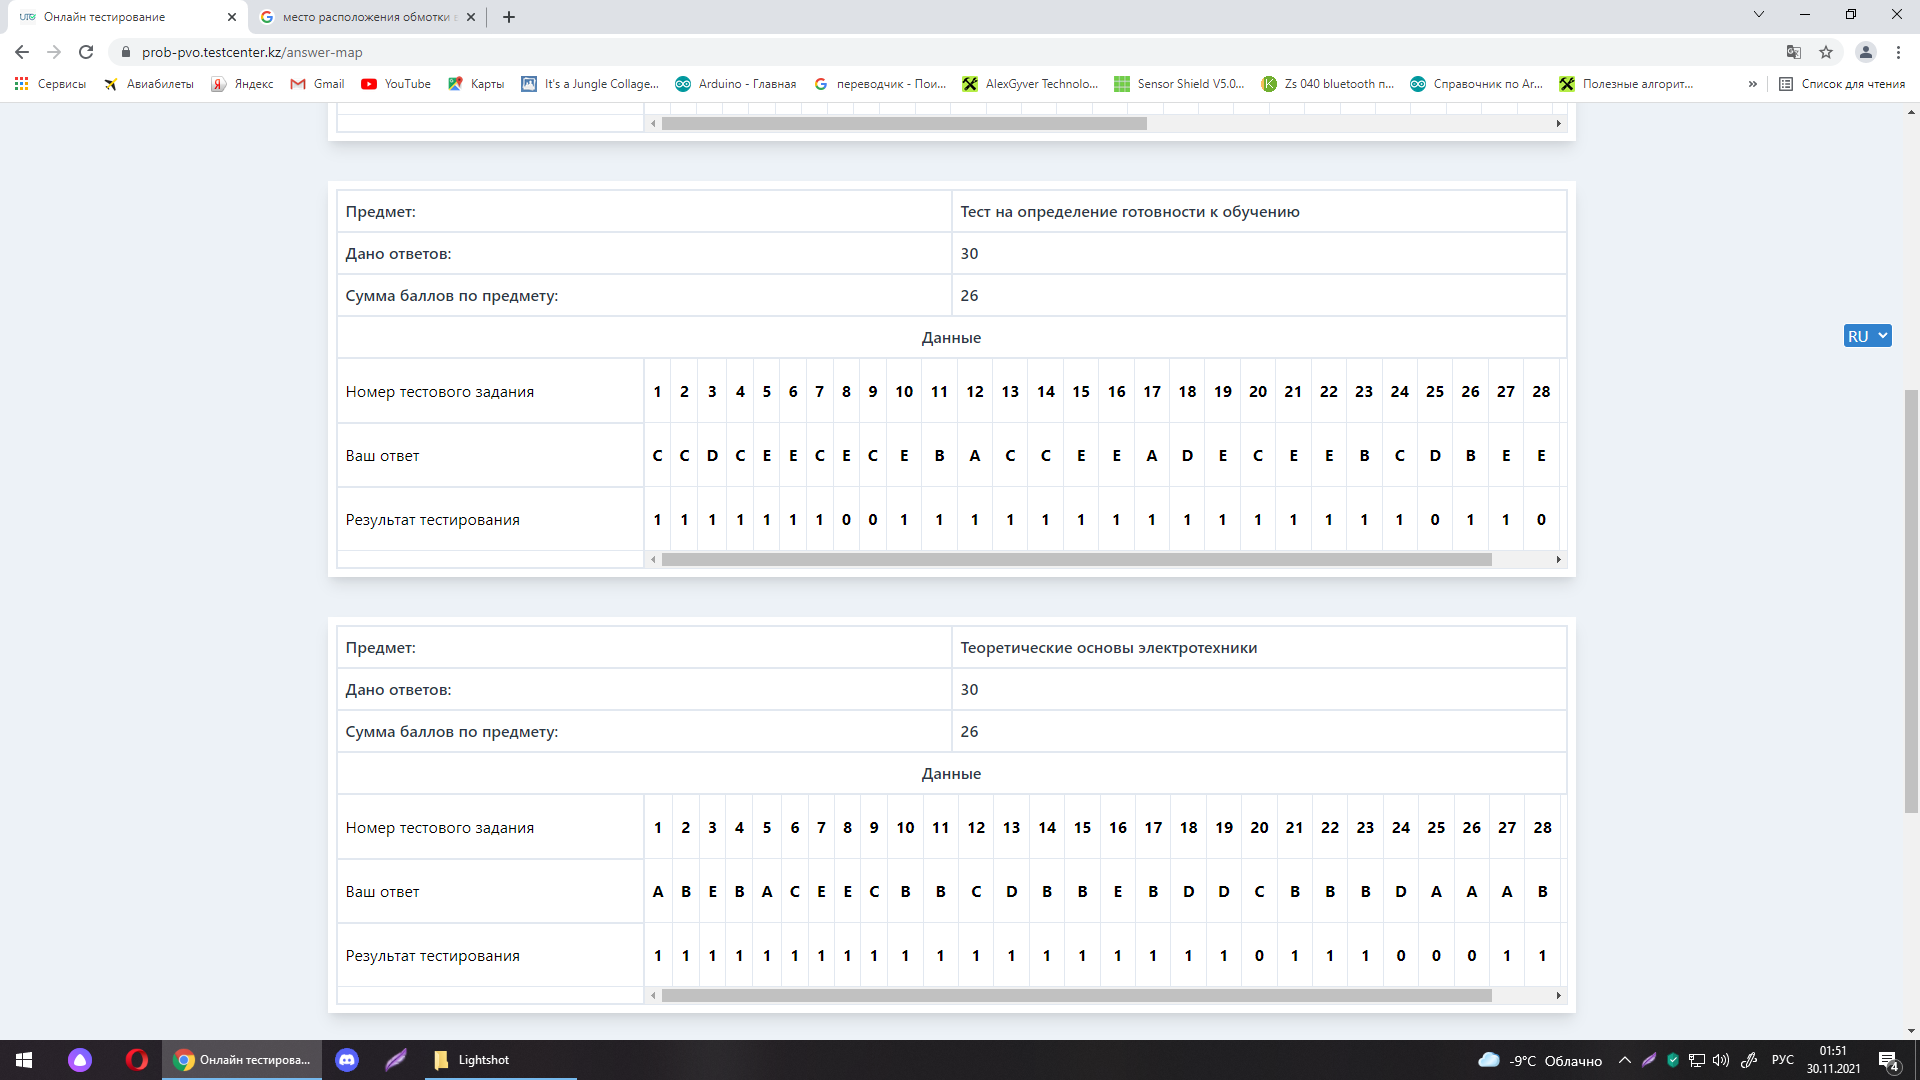 Онлайн тестирование
место расположения обмотки в
prob-pvo.testcenter.kz/answer-map
Сервисы Авиабилеты Яндекс Gmail YouTube Карты It's a Jungle Collage... Arduino - Главная переводчик - Пои... AlexGyver Technolo... Sensor Shield V5.0... Zs 040 bluetooth п... Справочник по Ar... Полезные алгорит... » Список для чтения
Предмет: Тест на определение готовности к обучению
Дано ответов: 30
Сумма баллов по предмету: 26
Данные
RU
Номер тестового задания 1 2 3 4 5 6 7 8 9 10 11 12 13 14 15 16 17 18 19 20 21 22 23 24 25 26 27 28
Ваш ответ C C D C E E C E C E B A C C E E A D E C E E B C D B E E
Результат тестирования 1 1 1 1 1 1 1 0 0 1 1 1 1 1 1 1 1 1 1 1 1 1 1 1 0 1 1 0
Предмет: Теоретические основы электротехники
Дано ответов: 30
Сумма баллов по предмету: 26
Данные
Номер тестового задания 1 2 3 4 5 6 7 8 9 10 11 12 13 14 15 16 17 18 19 20 21 22 23 24 25 26 27 28
Ваш ответ A B E B A C E E C B B C D B B E B D D C B B B D A A A B
Результат тестирования 1 1 1 1 1 1 1 1 1 1 1 1 1 1 1 1 1 1 1 0 1 1 1 0 0 0 1 1
Онлайн тестирова... Lightshot -9°C Облачно РУС 01:51
30.11.2021 4